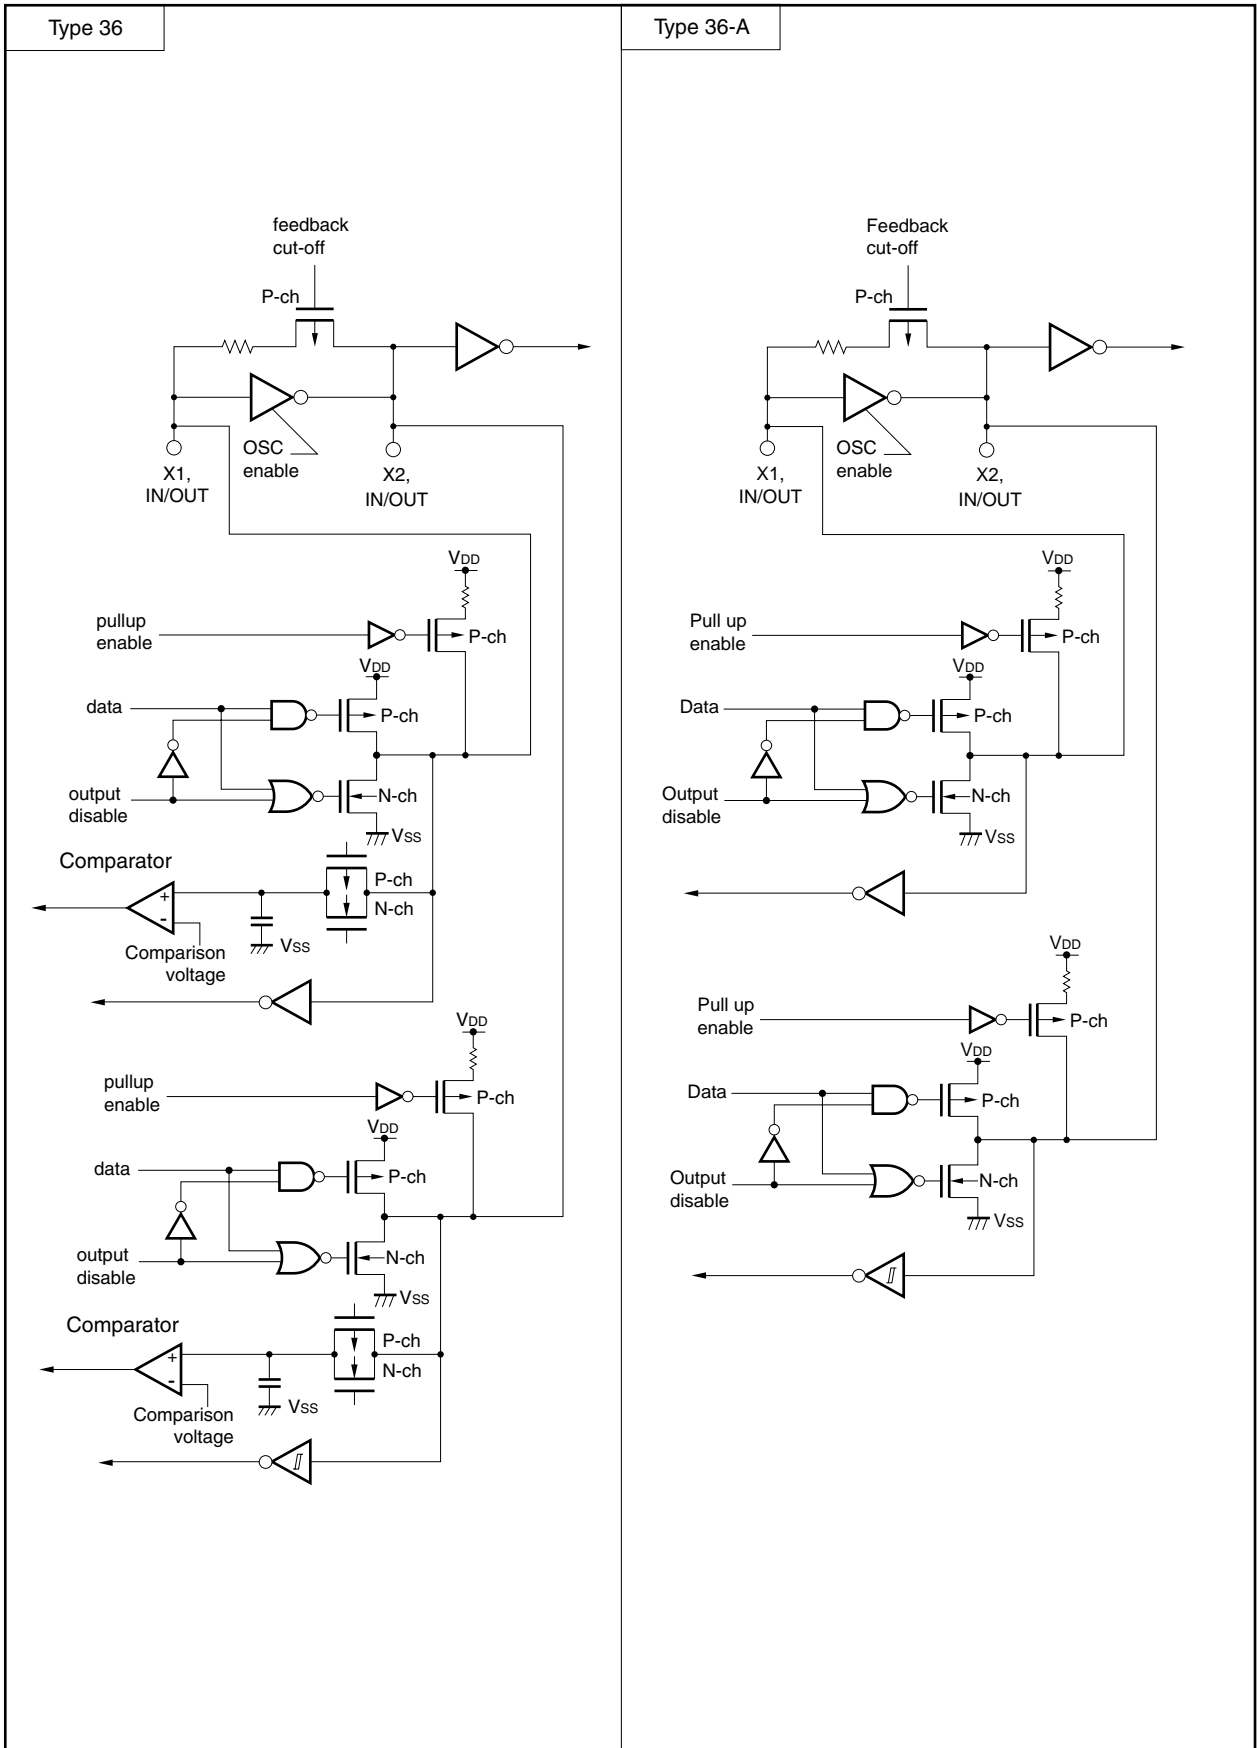 Type 36
feedback
cut-off
P-ch
OSC
enable
X1,
IN/OUT
X2,
IN/OUT
VDD
pullup
enable
P-ch
VDD
data
P-ch
output
disable
N-ch
VSS
Comparator
P-ch
N-ch
+
-
VSS
Comparison
voltage
VDD
pullup
enable
P-ch
VDD
data
P-ch
output
disable
N-ch
VSS
Comparator
P-ch
N-ch
+
-
VSS
Comparison
voltage
Type 36-A
Feedback
cut-off
P-ch
OSC
enable
X1,
IN/OUT
X2,
IN/OUT
VDD
Pull up
enable
P-ch
VDD
Data
P-ch
Output
disable
N-ch
VSS
VDD
Pull up
enable
P-ch
VDD
Data
P-ch
Output
disable
N-ch
VSS